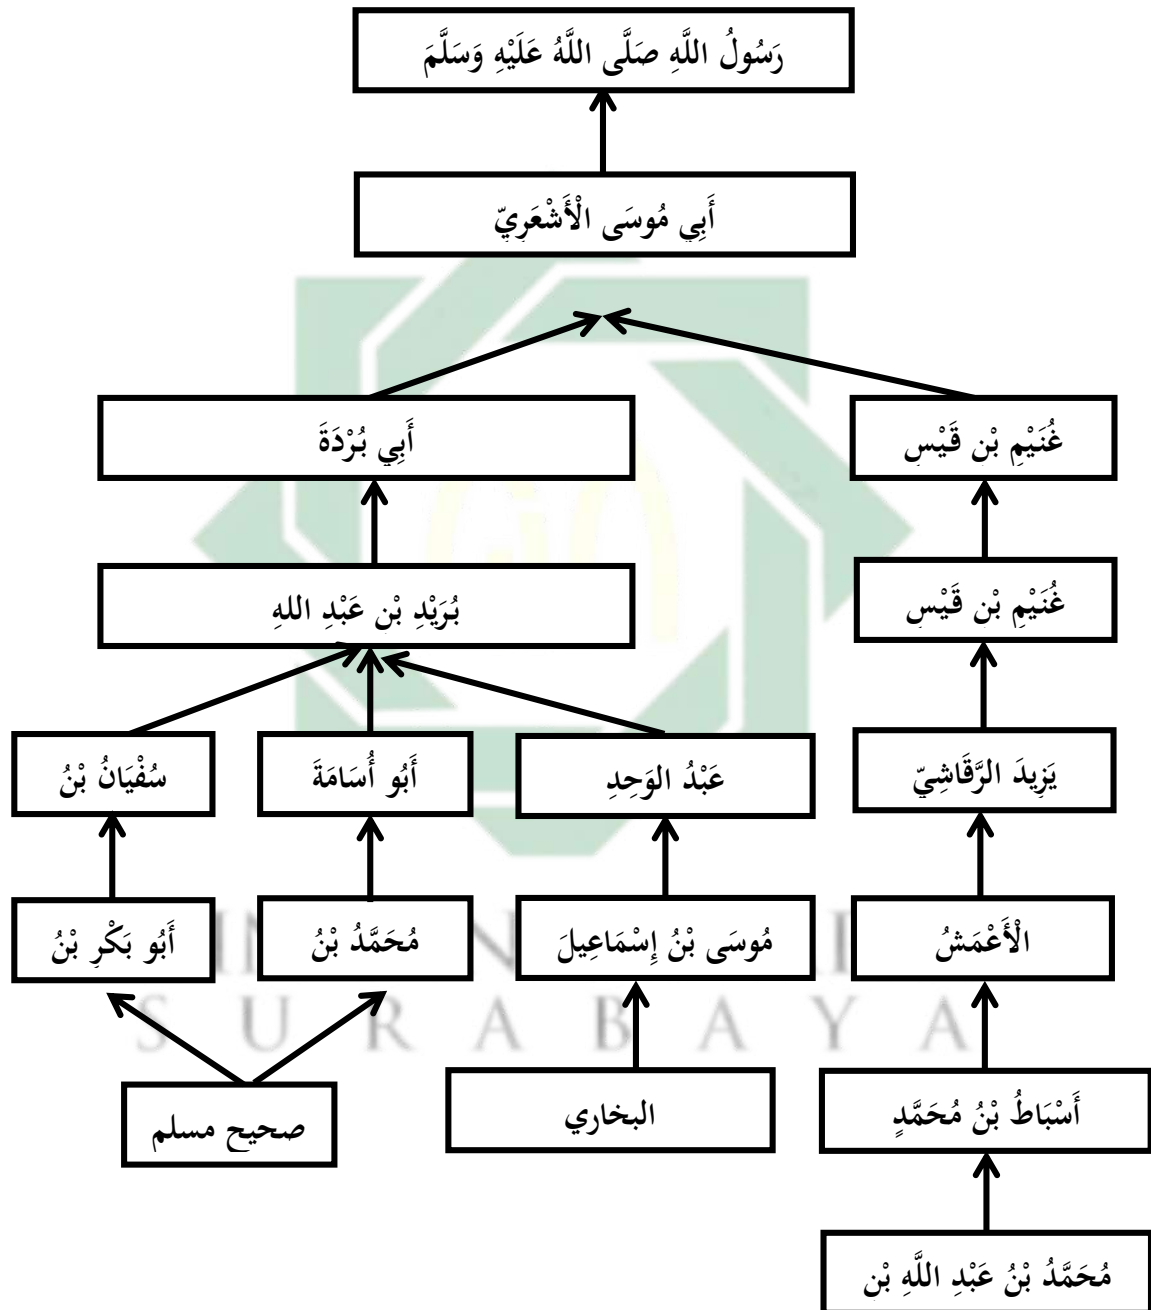 رَسُولُ اللَّهِ صَلَّى اللَّهُ عَلَيْهِ وَسَلَّمَ
أَبِي مُوسَى الْأَشْعَرِيّ
أَبِي بُرْدَةَ
غُنَيْمِ بْنِ قَيْسٍ
بُرَيْدِ بْنِ عَبْدِ اللهِ
غُنَيْمِ بْنِ قَيْسٍ
سُفْيَانُ بْنُ
أَبُو أُسَامَةَ
عَبْدُ الوَحِدِ
يَزِيدَ الرَّقَاشِيّ
أَبُو بَكْرِ بْنُ
مُحَمَّدُ بْنُ
مُوسَى بْنُ إِسْمَاعِيلَ
الْأَعْمَشُ
SURABAYA
صحيح مسلم
البخاري
أَسْبَاطُ بْنُ مُحَمَّدٍ
مُحَمَّدُ بْنُ عَبْدِ اللَّهِ بْنِ